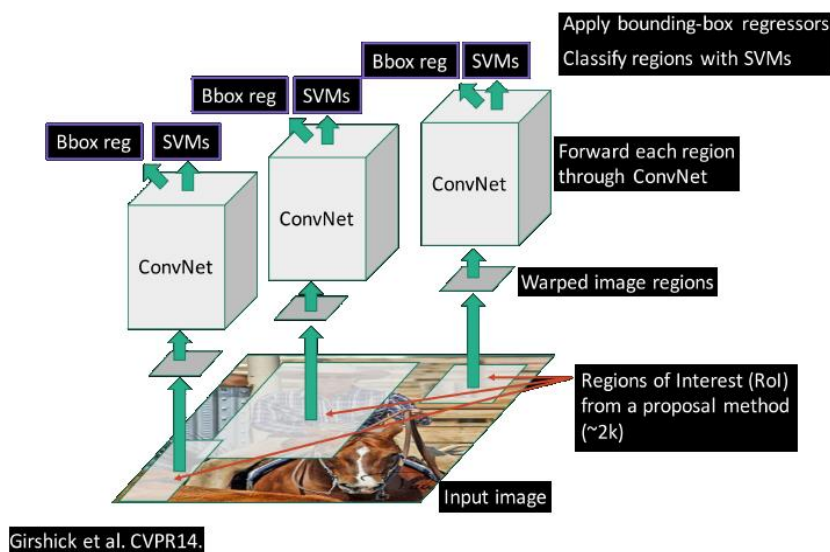 Apply bounding-box regressors
Classify regions with SVMs
Bbox reg
SVMs
Bbox reg
SVMs
Bbox reg
SVMs
ConvNet
ConvNet
ConvNet
Forward each region
through ConvNet
Warped image regions
Regions of Interest (RoI)
from a proposal method
(~2k)
Input image
Girshick et al. CVPR14.